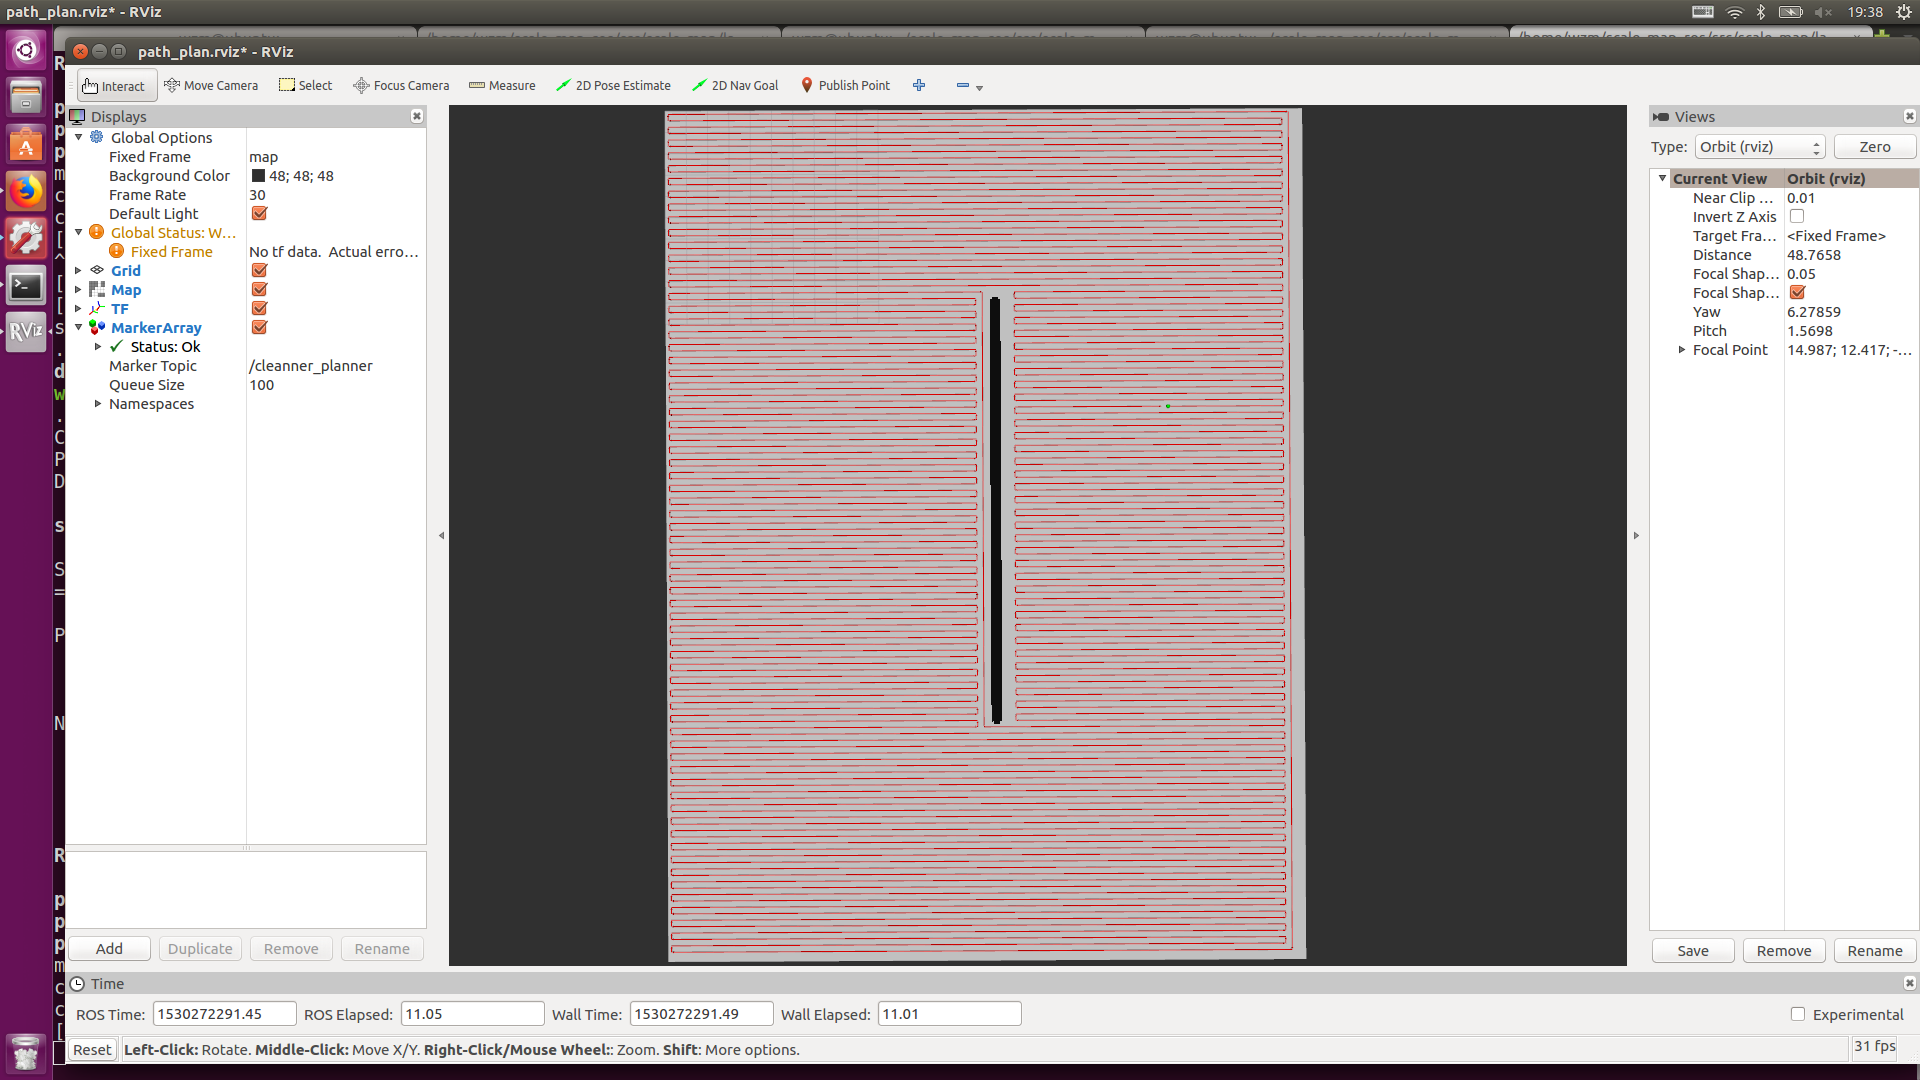 path_plan.rviz* - RViz
19:38
path_plan.rviz* - RViz
Interact Move Camera Select Focus Camera Measure 2D Pose Estimate 2D Nav Goal Publish Point
Displays
Global Options
Fixed Frame map
Background Color 48; 48; 48
Frame Rate 30
Default Light
Global Status: W...
Fixed Frame No tf data. Actual erro...
Grid
Map
TF
MarkerArray
Status: Ok
Marker Topic /cleanner_planner
Queue Size 100
Namespaces
Add Duplicate Remove Rename
Views
Type: Orbit (rviz) Zero
Current View Orbit (rviz)
Near Clip ... 0.01
Invert Z Axis
Target Fra... <Fixed Frame>
Distance 48.7658
Focal Shap... 0.05
Focal Shap...
Yaw 6.27859
Pitch 1.5698
Focal Point 14.987; 12.417; -...
Save Remove Rename
RViz
Time
ROS Time: 1530272291.45 ROS Elapsed: 11.05 Wall Time: 1530272291.49 Wall Elapsed: 11.01 Experimental
Reset Left-Click: Rotate. Middle-Click: Move X/Y. Right-Click/Mouse Wheel:: Zoom. Shift: More options. 31 fps